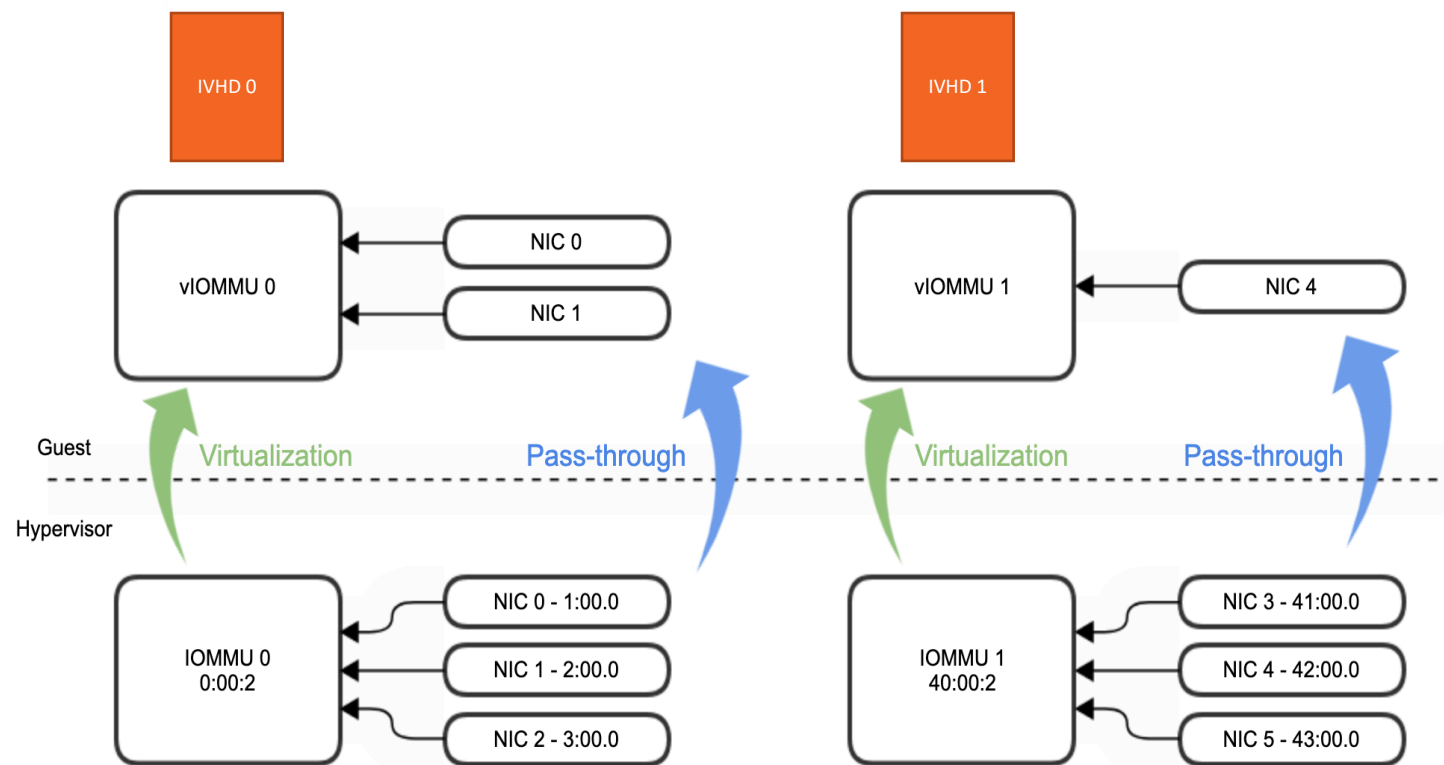 IVHD 0
IVHD 1
vIOMMU 0
NIC 0
NIC 1
vIOMMU 1
NIC 4
Guest
Virtualization
Pass-through
Virtualization
Pass-through
Hypervisor
IOMMU 0
0:00:2
NIC 0 - 1:00.0
NIC 1 - 2:00.0
NIC 2 - 3:00.0
IOMMU 1
40:00:2
NIC 3 - 41:00.0
NIC 4 - 42:00.0
NIC 5 - 43:00.0